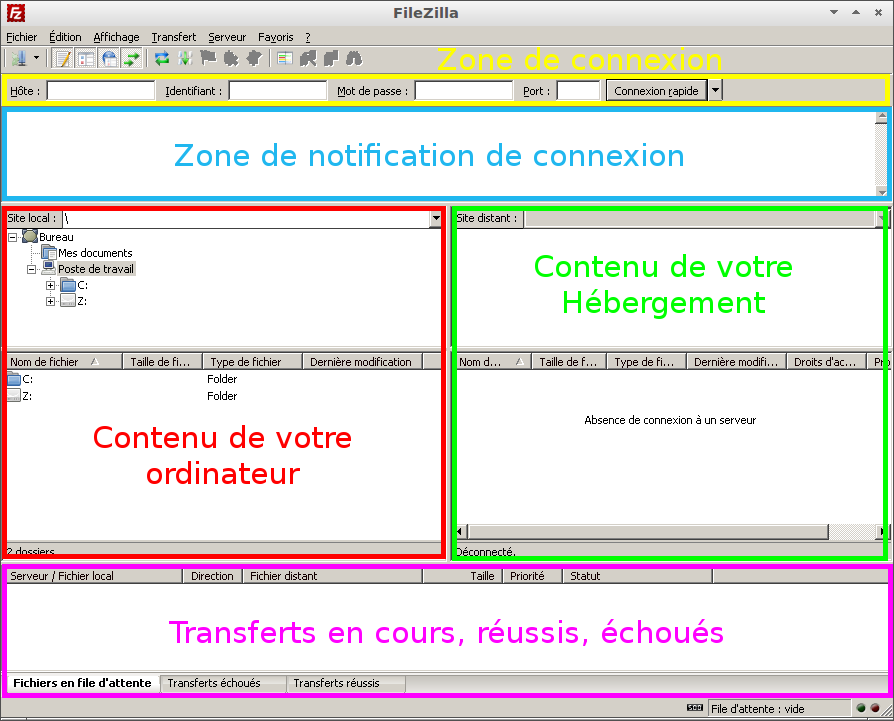 FileZilla
Fichier Édition Affichage Transfert Serveur Favoris ?
Zone de connexion
Hôte : Identifiant : Mot de passe : Port : Connexion rapide
Zone de notification de connexion
Site local : \
Bureau
Mes documents
Poste de travail
C:
Z:
Site distant :
Contenu de votre
Hébergement
Nom de fichier Taille de fi... Type de fichier Dernière modification
C: Folder
Z: Folder
Contenu de votre
ordinateur
2 dossiers
Nom d... Taille de f... Type de fi... Dernière modifi... Droits d'ac... Pro
Absence de connexion à un serveur
Déconnecté.
Serveur / Fichier local Direction Fichier distant Taille Priorité Statut
Transferts en cours, réussis, échoués
Fichiers en file d'attente Transferts échoués Transferts réussis
File d'attente : vide